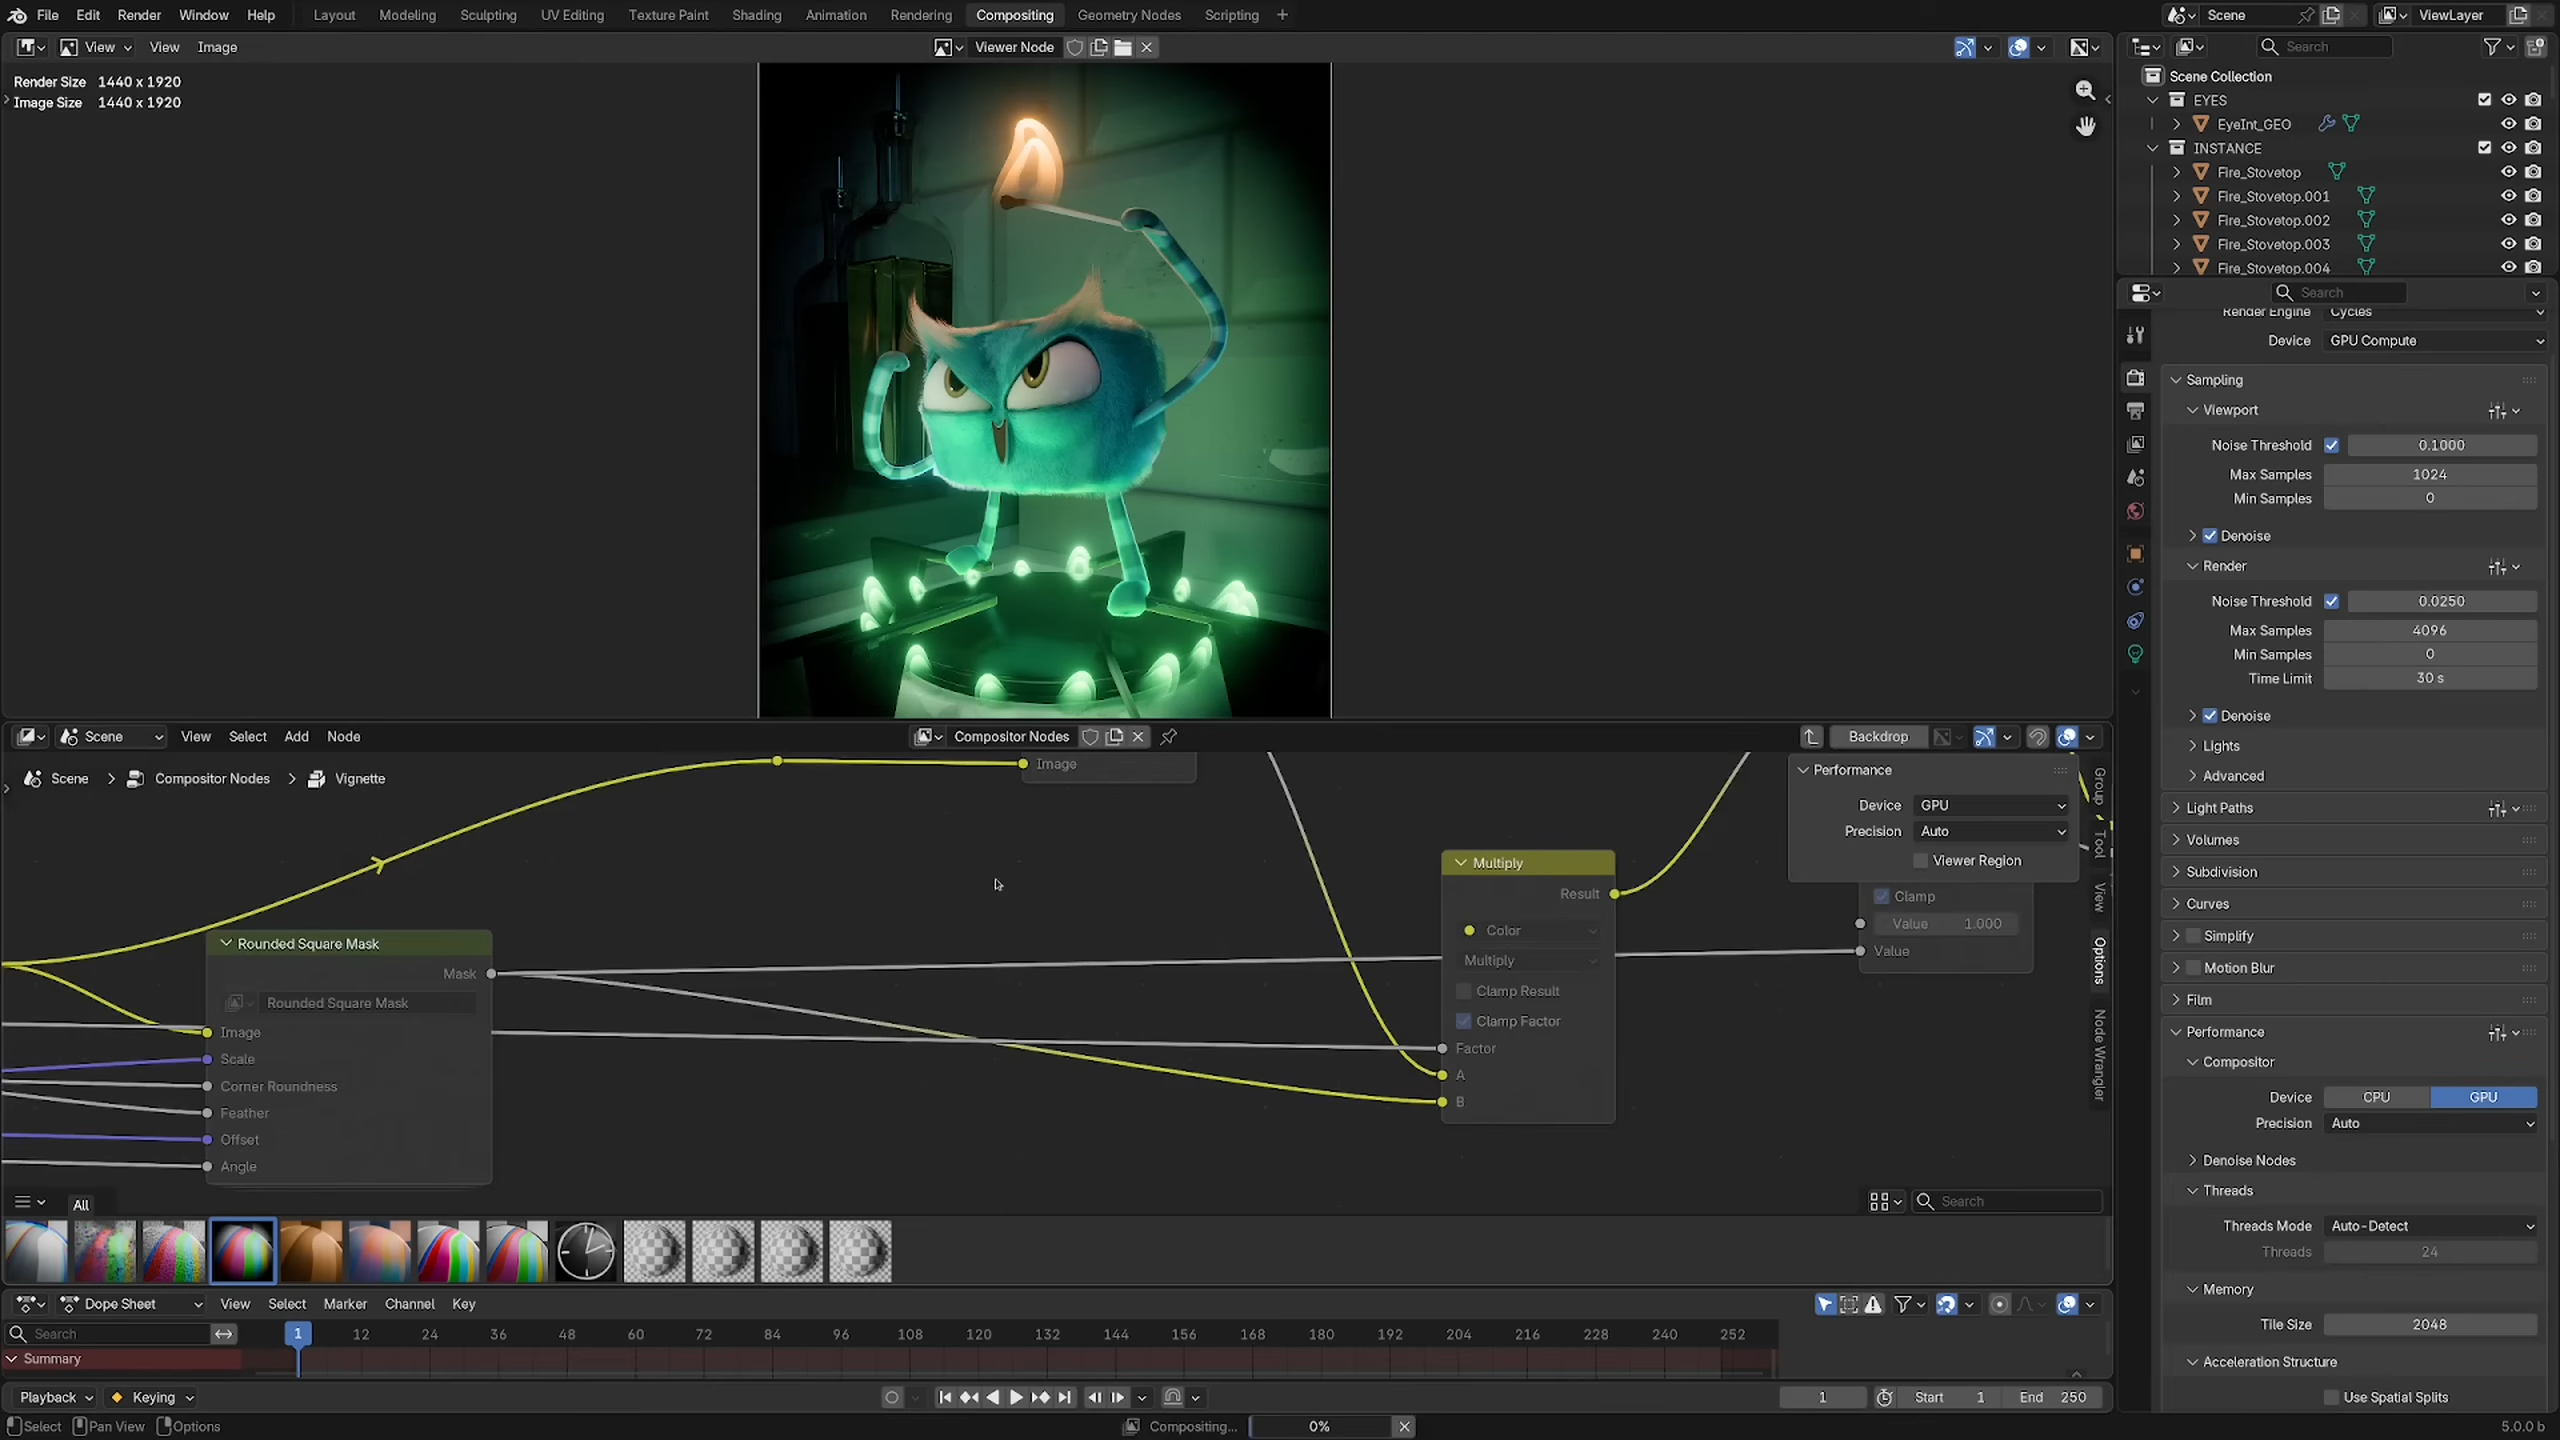 File Edit Render Window Help Layout Modeling Sculpting UV Editing Texture Paint Shading Animation Rendering Compositing Geometry Nodes Scripting + Scene ViewLayer
View View Image Viewer Node Search
Render Size 1440 x 1920
Image Size 1440 x 1920
Scene Collection
EYES
EyeInt_GEO
INSTANCE
Fire_Stovetop
Fire_Stovetop.001
Fire_Stovetop.002
Fire_Stovetop.003
Fire_Stovetop.004
Search
Render Engine Cycles
Device GPU Compute
Sampling
Viewport
Noise Threshold 0.1000
Max Samples 1024
Min Samples 0
Denoise
Render
Noise Threshold 0.0250
Max Samples 4096
Min Samples 0
Time Limit 30 s
Denoise
Lights
Advanced
Light Paths
Volumes
Subdivision
Curves
Simplify
Motion Blur
Film
Performance
Compositor
Device CPU GPU
Precision Auto
Denoise Nodes
Threads
Threads Mode Auto-Detect
Threads 24
Memory
Tile Size 2048
Acceleration Structure
Use Spatial Splits
Scene View Select Add Node Compositor Nodes Backdrop
Scene Compositor Nodes Vignette
Image
Performance
Device GPU
Precision Auto
Viewer Region
Clamp
Value 1.000
Value
Group
Tool
View
Options
Node Wrangler
Multiply
Result
Color
Multiply
Clamp Result
Clamp Factor
Factor
A
B
Rounded Square Mask
Mask
Rounded Square Mask
Image
Scale
Corner Roundness
Feather
Offset
Angle
All Search
Dope Sheet View Select Marker Channel Key
Search 1 12 24 36 48 60 72 84 96 108 120 132 144 156 168 180 192 204 216 228 240 252
Summary
Playback Keying 1 Start 1 End 250
Select Pan View Options Compositing... 0% 5.0.0 b